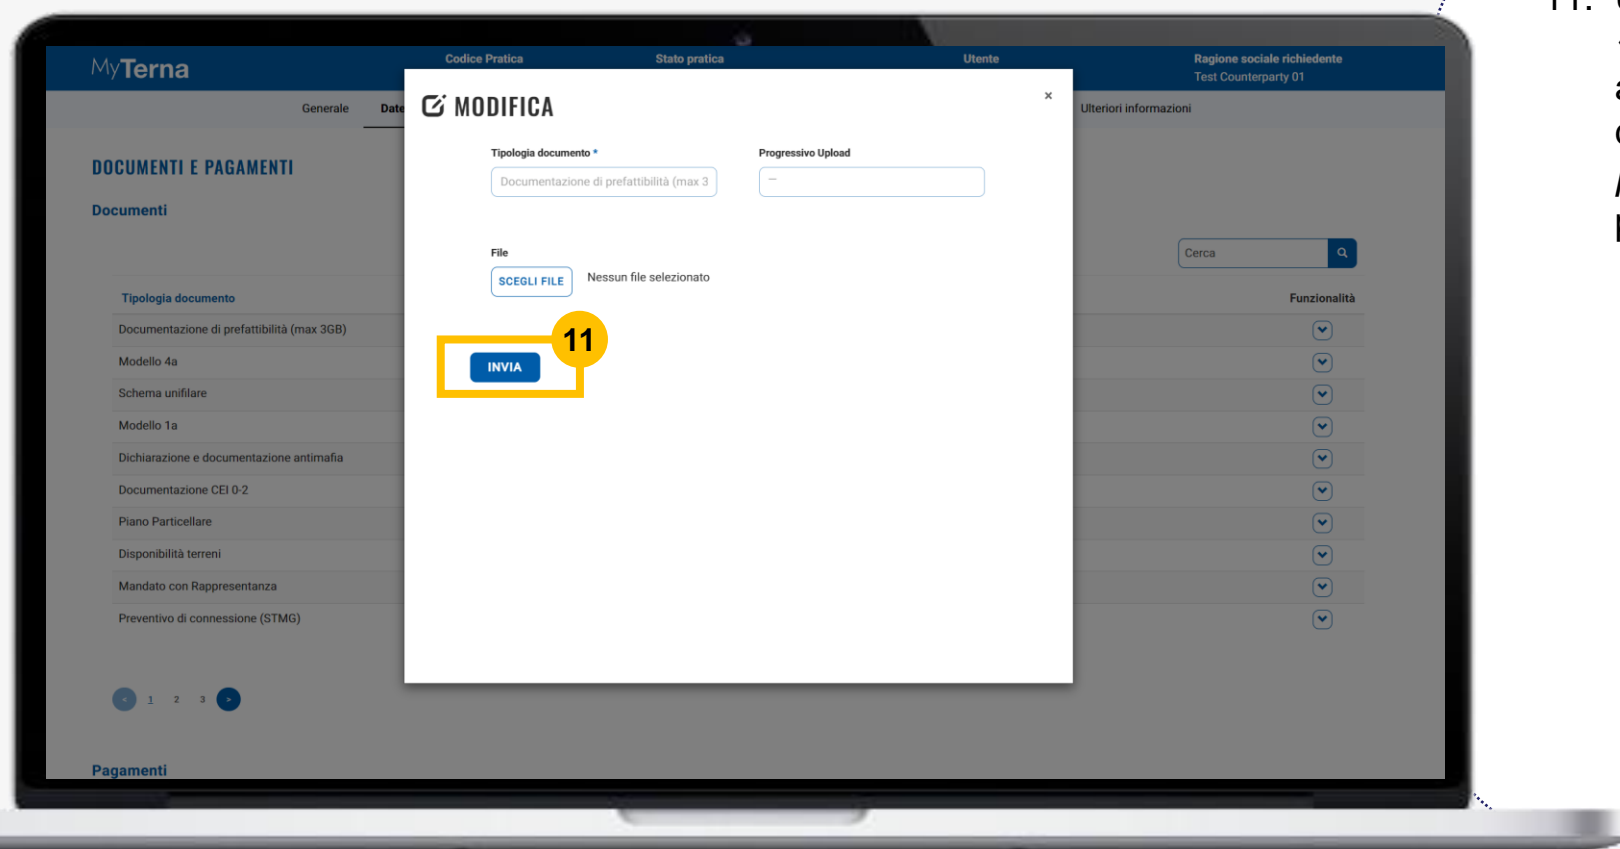 11.
MyTerna
Codice Pratica
Stato pratica
Utente
Ragione sociale richiedente
Test Counterparty 01
Generale
Date
Ulteriori informazioni
MODIFICA
×
DOCUMENTI E PAGAMENTI
Documenti
Tipologia documento *
Progressivo Upload
Documentazione di prefattibilità (max 3
—
File
SCEGLI FILE
Nessun file selezionato
11
INVIA
Cerca
Tipologia documento
Funzionalità
Documentazione di prefattibilità (max 3GB)
Modello 4a
Schema unifilare
Modello 1a
Dichiarazione e documentazione antimafia
Documentazione CEI 0-2
Piano Particellare
Disponibilità terreni
Mandato con Rappresentanza
Preventivo di connessione (STMG)
< 1 2 3 >
Pagamenti